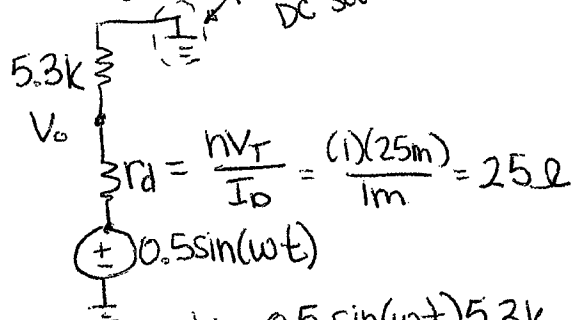 DC
5.3k
Vo
rd = nVT/ID = (1)(25m)/1m = 25Ω
0.5sin(ωt)
0.5 sin(ωt)5.3k